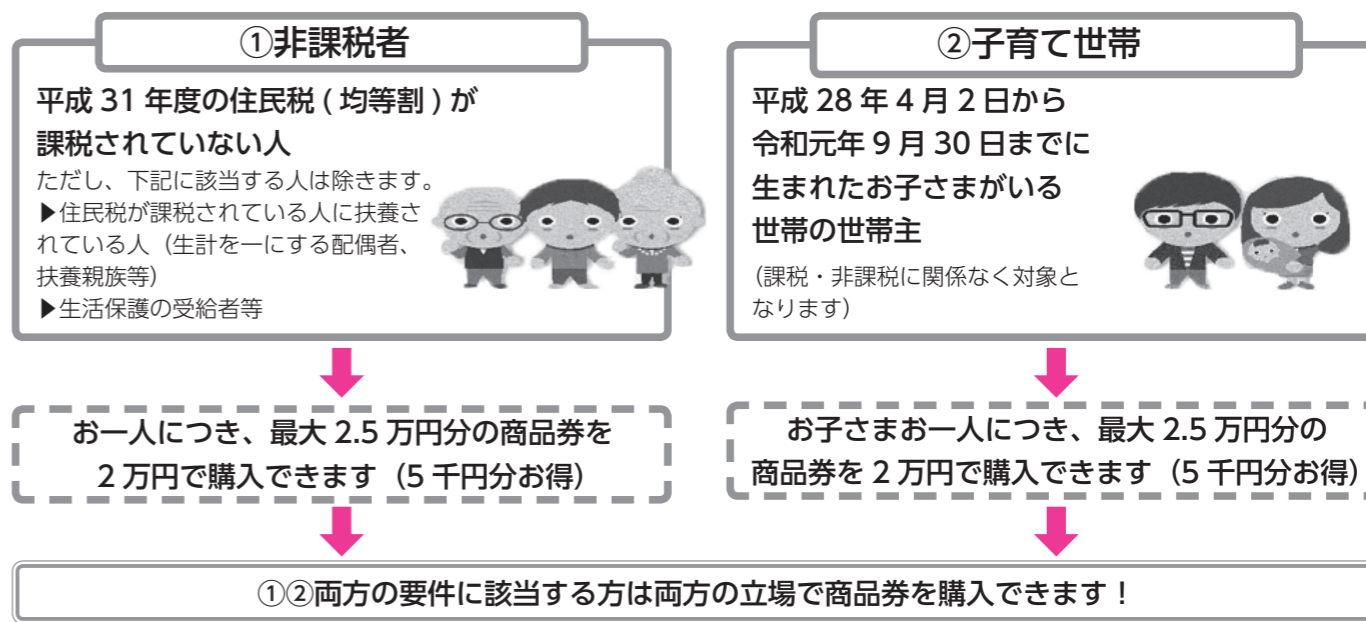 ①非課税者
平成 31 年度の住民税 ( 均等割 ) が
課税されていない人
ただし、下記に該当する人は除きます。
▶住民税が課税されている人に扶養さ
れている人（生計を一にする配偶者、
扶養親族等）
▶生活保護の受給者等
お一人につき、最大 2.5 万円分の商品券を
2 万円で購入できます（5 千円分お得）
②子育て世帯
平成 28 年 4 月 2 日から
令和元年 9 月 30 日までに
生まれたお子さまがいる
世帯の世帯主
（課税・非課税に関係なく対象と
なります）
お子さまお一人につき、最大 2.5 万円分の
商品券を 2 万円で購入できます（5 千円分お得）
①②両方の要件に該当する方は両方の立場で商品券を購入できます！